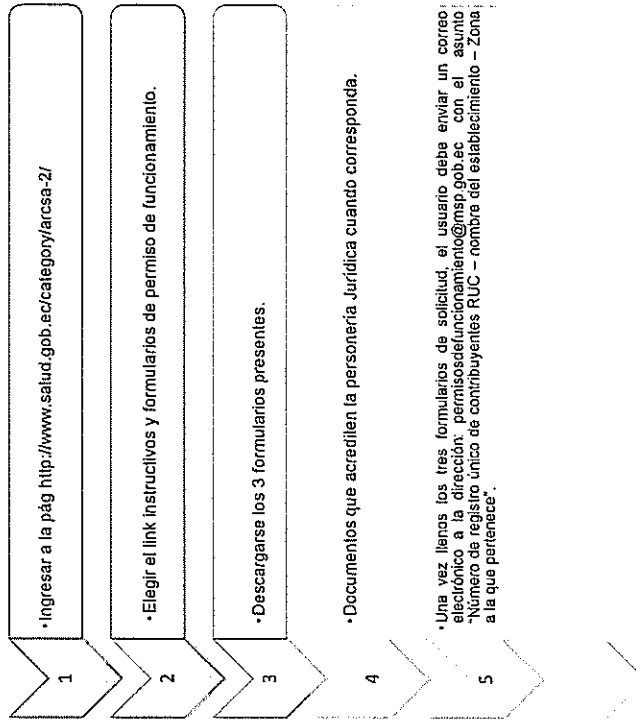 1
•Ingresar a la pág http://www.salud.gob.ec/category/arcsa-2/
2
•Elegir el link instructivos y formularios de permiso de funcionamiento.
3
•Descargarse los 3 formularios presentes.
4
•Documentos que acrediten la personería Jurídica cuando corresponda.
5
•Una vez llenos los tres formularios de solicitud, el usuario debe enviar un correo
electrónico a la dirección: permisosdefuncionamiento@msp.gob.ec con el asunto
"Número de registro único de contribuyentes RUC – nombre del establecimiento – Zona
a la que pertenece".